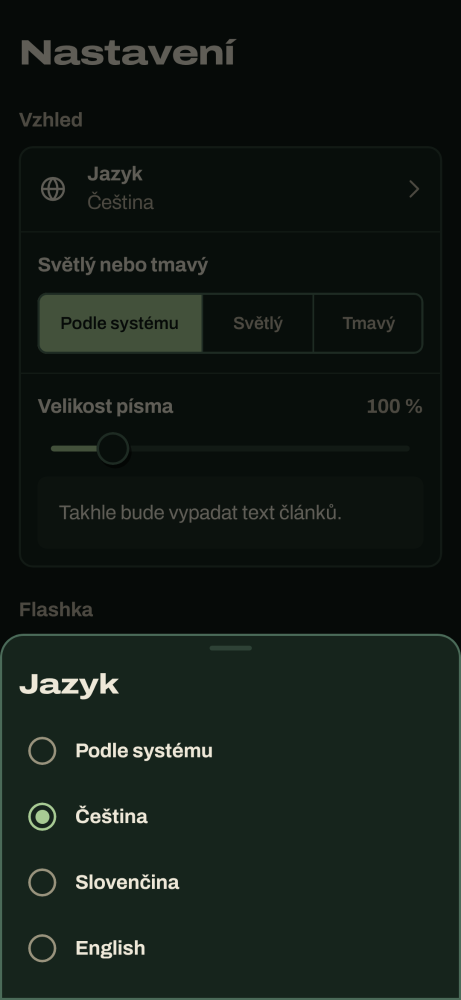 Nastavení
Vzhled
Jazyk
Čeština
Světlý nebo tmavý
Podle systému
Světlý
Tmavý
Velikost písma
100 %
Takhle bude vypadat text článků.
Flashka
Jazyk
Podle systému
Čeština
Slovenčina
English